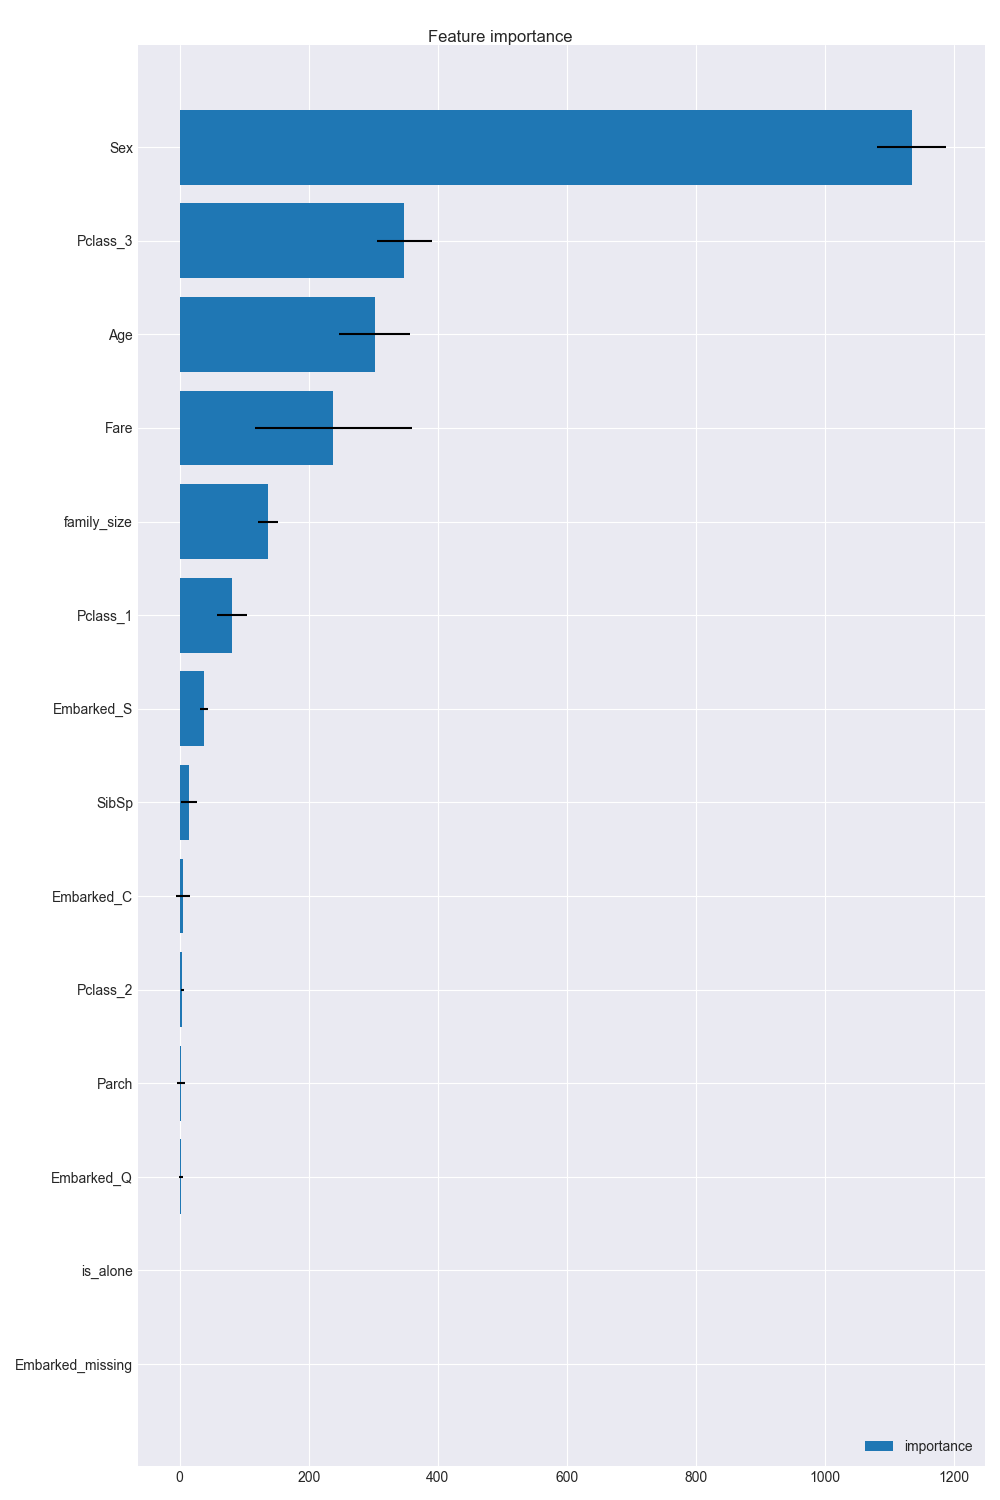 Feature importance
Sex
Pclass_3
Age
Fare
family_size
Pclass_1
Embarked_S
SibSp
Embarked_C
Pclass_2
Parch
Embarked_Q
is_alone
Embarked_missing
importance
0 200 400 600 800 1000 1200